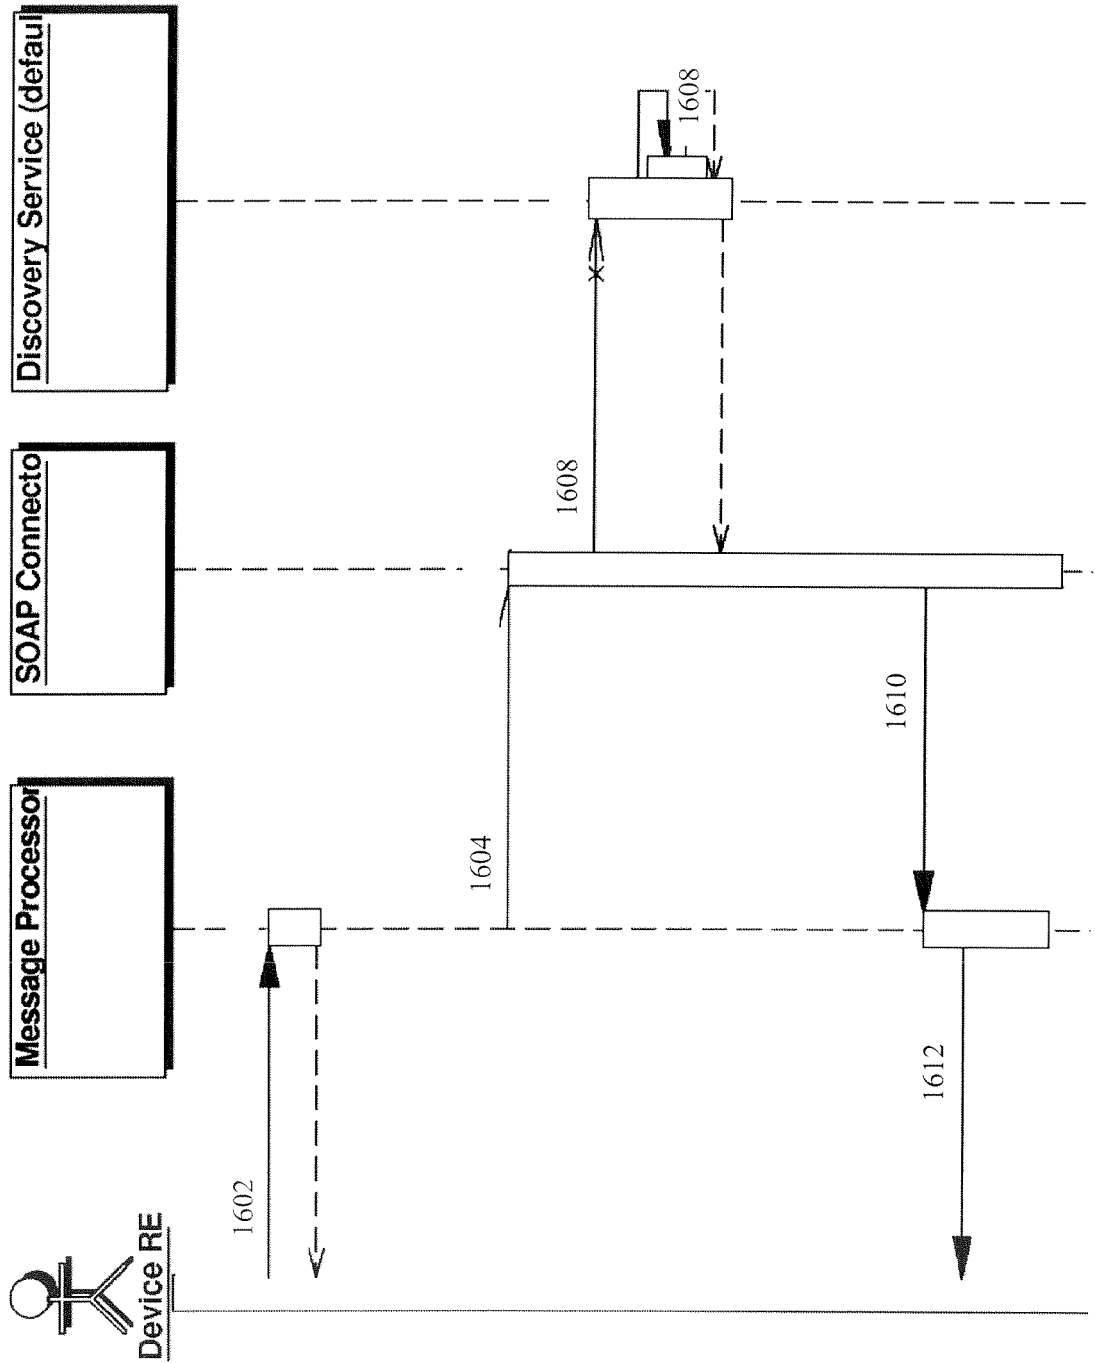 Device RE
Message Processor
SOAP Connecto
Discovery Service (defaul
1602
1604
1608
1608
1610
1612